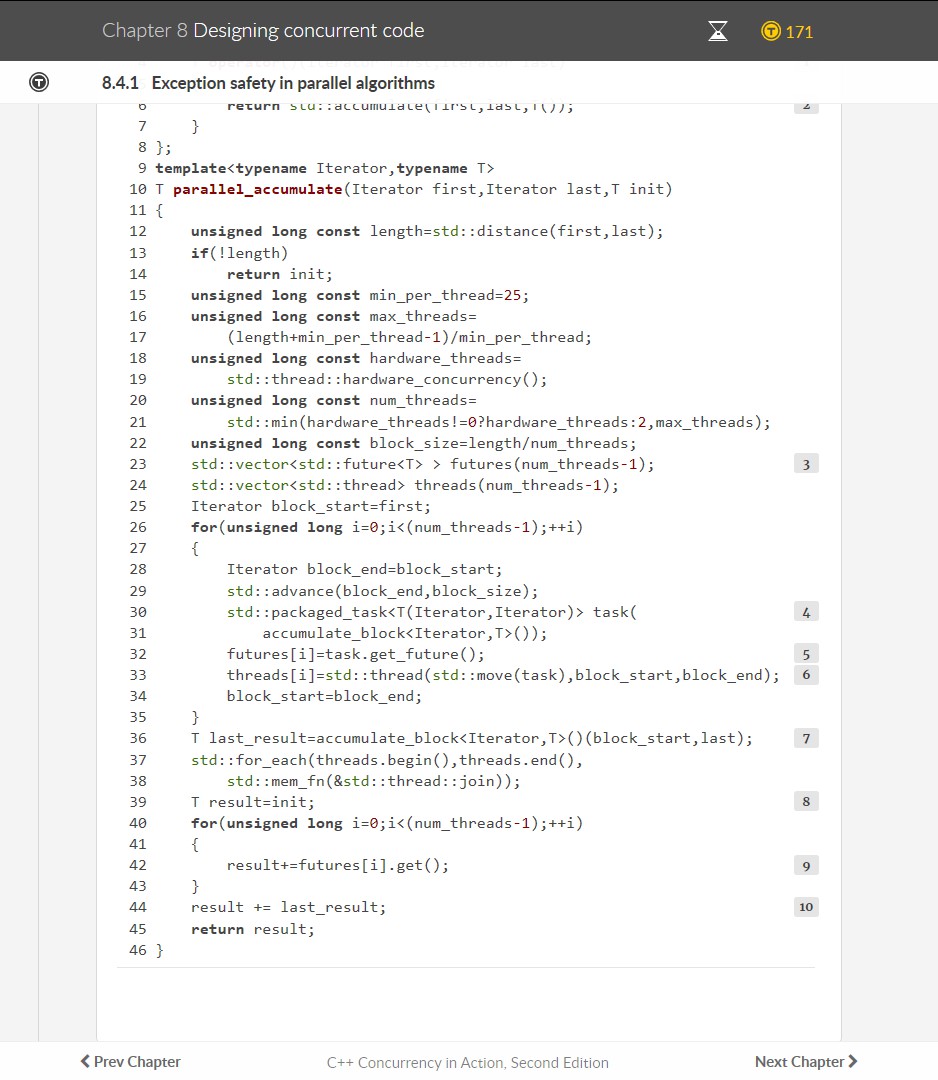 Chapter 8 Designing concurrent code
171
8.4.1 Exception safety in parallel algorithms
6 return std::accumulate(first,last,T()); 2
7 }
8 };
9 template<typename Iterator,typename T>
10 T parallel_accumulate(Iterator first,Iterator last,T init)
11 {
12 unsigned long const length=std::distance(first,last);
13 if(!length)
14 return init;
15 unsigned long const min_per_thread=25;
16 unsigned long const max_threads=
17 (length+min_per_thread-1)/min_per_thread;
18 unsigned long const hardware_threads=
19 std::thread::hardware_concurrency();
20 unsigned long const num_threads=
21 std::min(hardware_threads!=0?hardware_threads:2,max_threads);
22 unsigned long const block_size=length/num_threads;
23 std::vector<std::future<T> > futures(num_threads-1); 3
24 std::vector<std::thread> threads(num_threads-1);
25 Iterator block_start=first;
26 for(unsigned long i=0;i<(num_threads-1);++i)
27 {
28 Iterator block_end=block_start;
29 std::advance(block_end,block_size);
30 std::packaged_task<T(Iterator,Iterator)> task( 4
31 accumulate_block<Iterator,T>());
32 futures[i]=task.get_future(); 5
33 threads[i]=std::thread(std::move(task),block_start,block_end); 6
34 block_start=block_end;
35 }
36 T last_result=accumulate_block<Iterator,T>()(block_start,last); 7
37 std::for_each(threads.begin(),threads.end(),
38 std::mem_fn(&std::thread::join));
39 T result=init; 8
40 for(unsigned long i=0;i<(num_threads-1);++i)
41 {
42 result+=futures[i].get(); 9
43 }
44 result += last_result; 10
45 return result;
46 }
Prev Chapter
C++ Concurrency in Action, Second Edition
Next Chapter